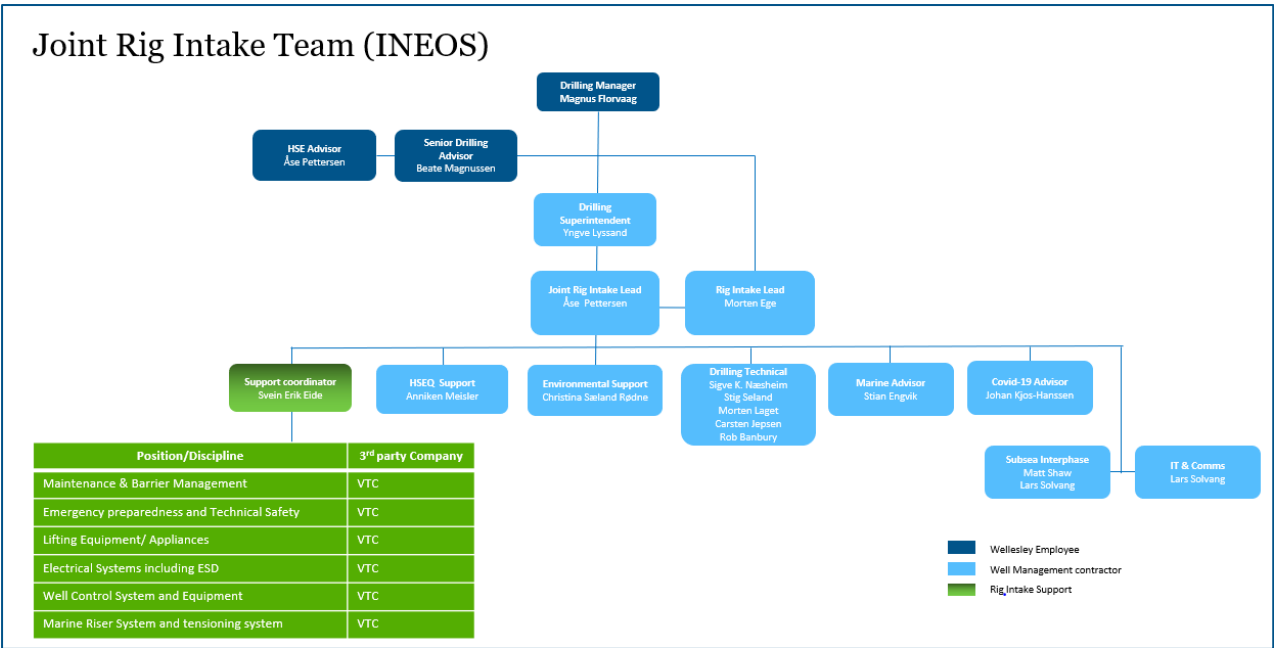 Joint Rig Intake Team (INEOS)
Drilling Manager
Magnus Florvaag
HSE Advisor
Åse Pettersen
Senior Drilling
Advisor
Beate Magnussen
Drilling
Superintendent
Yngve Lyssand
Joint Rig Intake Lead
Åse Pettersen
Rig Intake Lead
Morten Ege
Support coordinator
Svein Erik Eide
HSEQ Support
Anniken Meisler
Environmental Support
Christina Sæland Rødne
Drilling Technical
Sigve K. Næsheim
Stig Seland
Morten Laget
Carsten Jepsen
Rob Banbury
Marine Advisor
Stian Engvik
Covid-19 Advisor
Johan Kjos-Hanssen
Subsea Interphase
Matt Shaw
Lars Solvang
IT & Comms
Lars Solvang
Position/Discipline 3rd party Company
Maintenance & Barrier Management VTC
Emergency preparedness and Technical Safety VTC
Lifting Equipment/ Appliances VTC
Electrical Systems including ESD VTC
Well Control System and Equipment VTC
Marine Riser System and tensioning system VTC
Wellesley Employee
Well Management contractor
Rig Intake Support